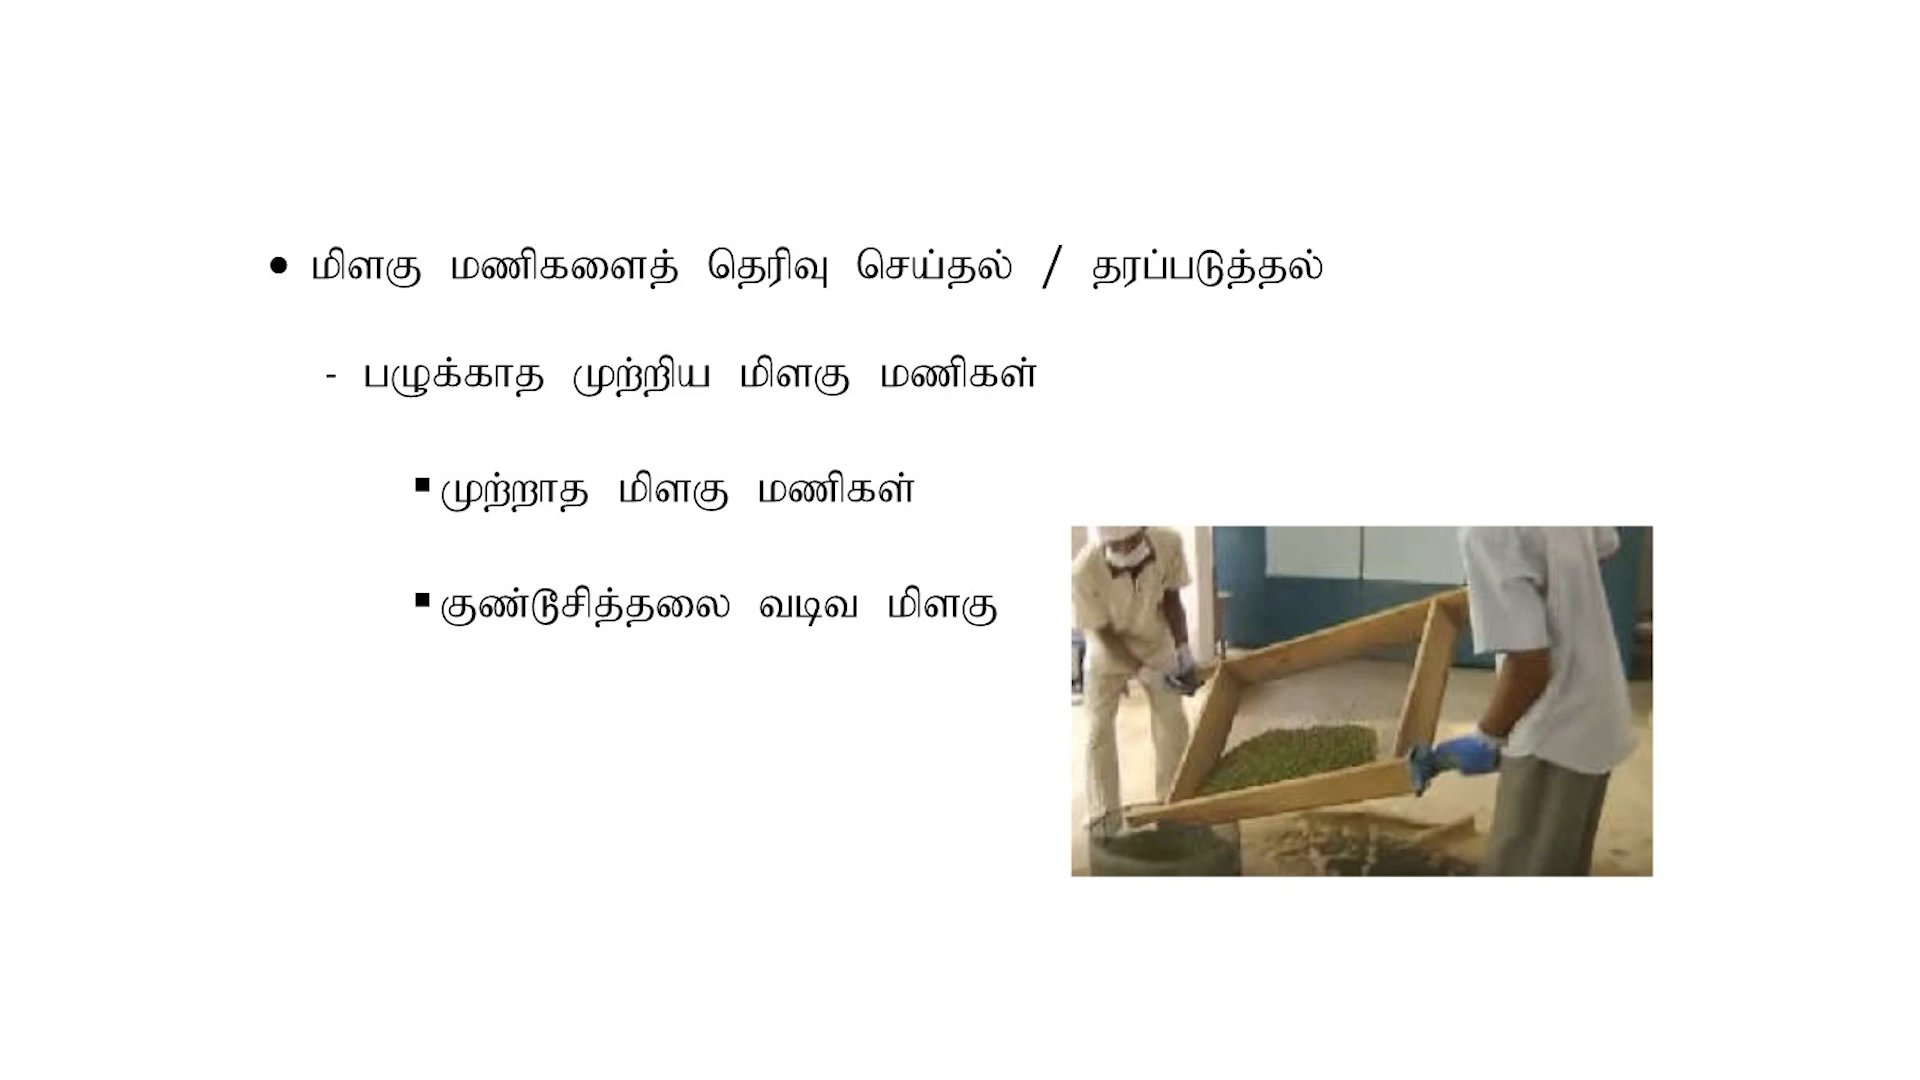 • மிளகு மணிகளைத் தெரிவு செய்தல் / தரப்படுத்தல்
- பழுக்காத முற்றிய மிளகு மணிகள்
▪ முற்றாத மிளகு மணிகள்
▪ குண்டூசித்தலை வடிவ மிளகு